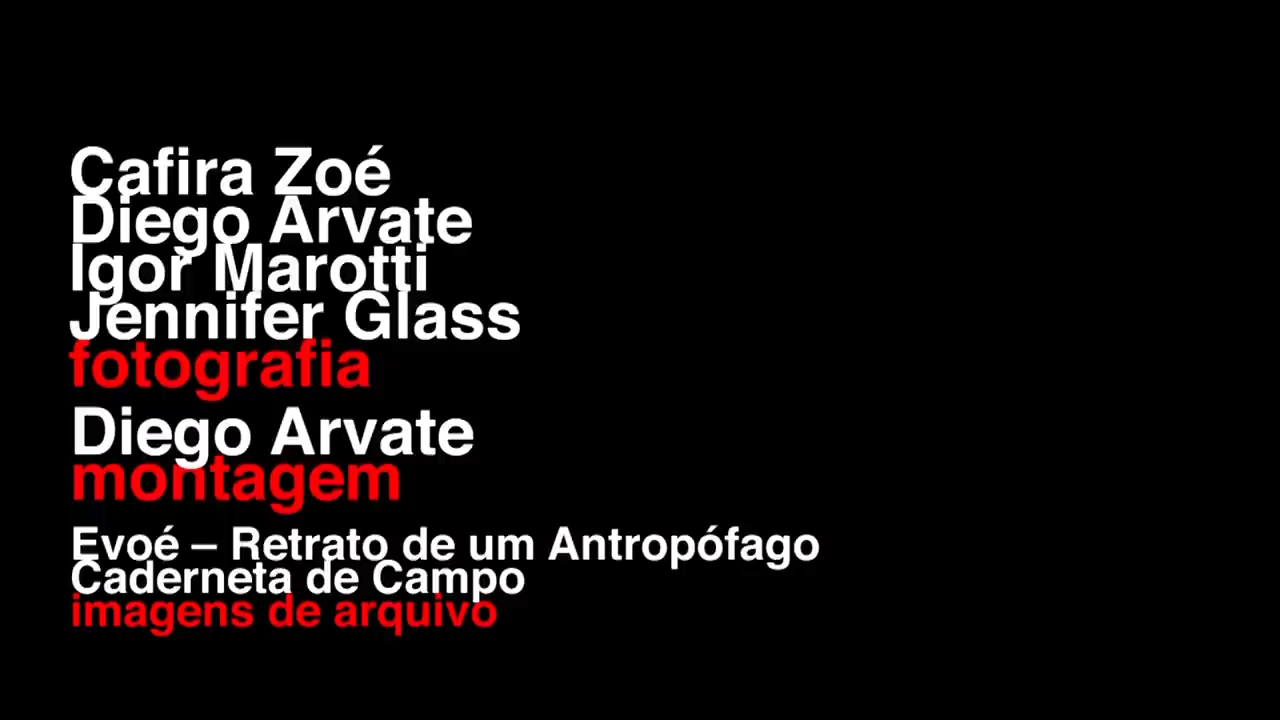 Cafira Zoé
Diego Arvate
Igor Marotti
Jennifer Glass
fotografia
Diego Arvate
montagem
Evoé – Retrato de um Antropófago
Caderneta de Campo
imagens de arquivo